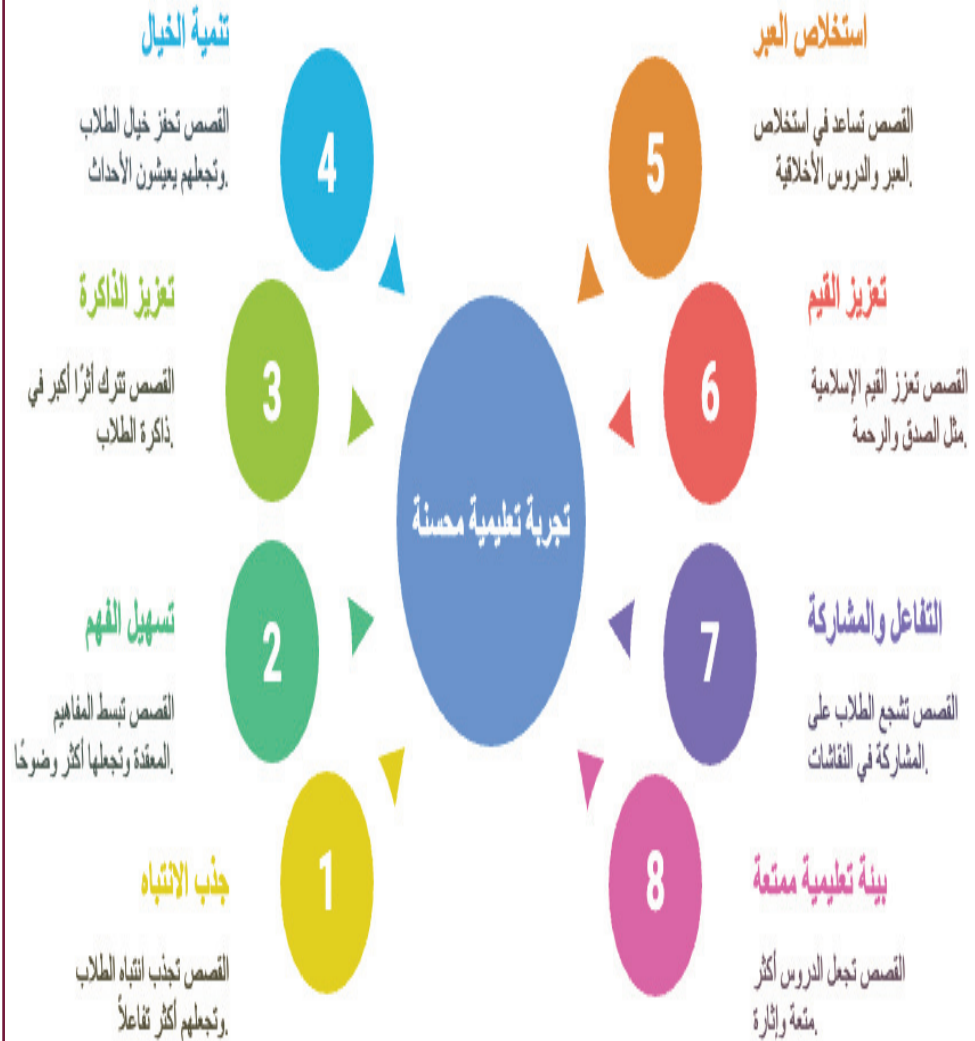 تجربة تعليمية محسنة
1
جذب الانتباه
القصص تجذب انتباه الطلاب
وتجعلهم أكثر تفاعلاً.
2
تسهيل الفهم
القصص تبسط المفاهيم
المعقدة وتجعلها أكثر وضوحًا.
3
تعزيز الذاكرة
القصص تترك أثرًا أكبر في
ذاكرة الطلاب.
4
تنمية الخيال
القصص تحفز خيال الطلاب
وتجعلهم يعيشون الأحداث.
5
استخلاص العبر
القصص تساعد في استخلاص
العبر والدروس الأخلاقية.
6
تعزيز القيم
القصص تعزز القيم الإسلامية
مثل الصدق والرحمة.
7
التفاعل والمشاركة
القصص تشجع الطلاب على
المشاركة في النقاشات.
8
بيئة تعليمية ممتعة
القصص تجعل الدروس أكثر
متعة وإثارة.